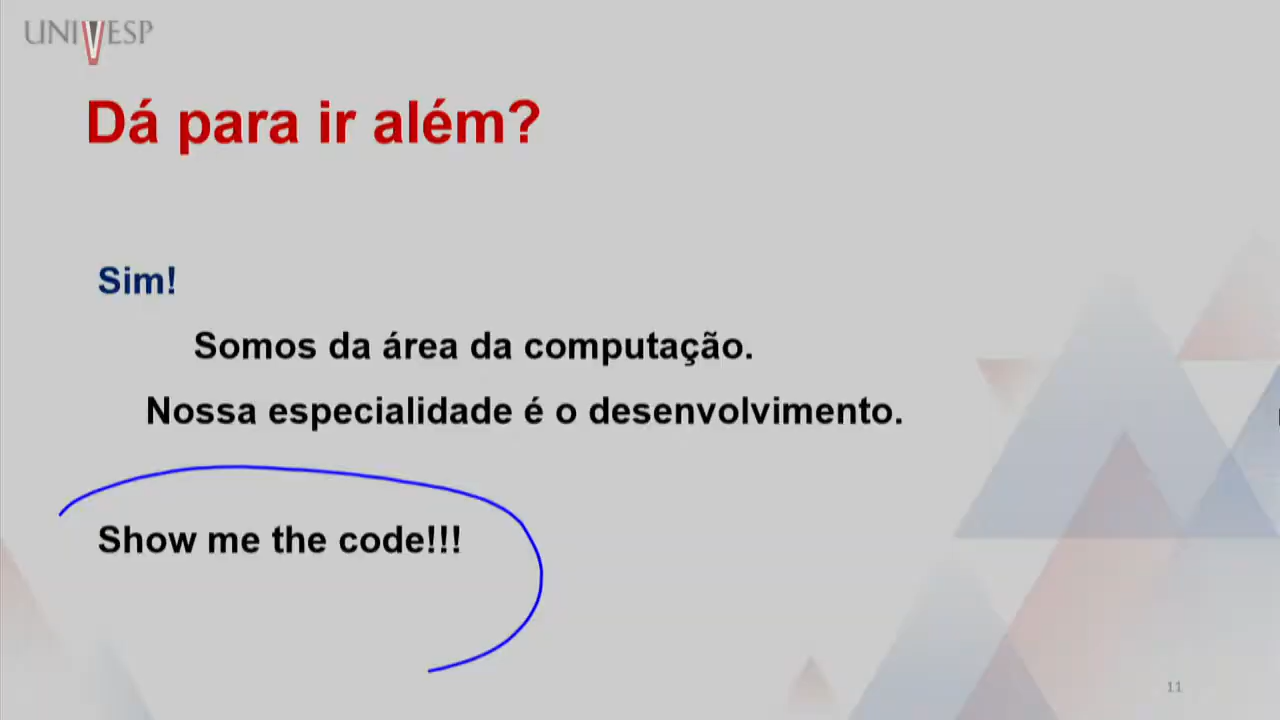 UNIVESP
Dá para ir além?
Sim!
Somos da área da computação.
Nossa especialidade é o desenvolvimento.
Show me the code!!!
11